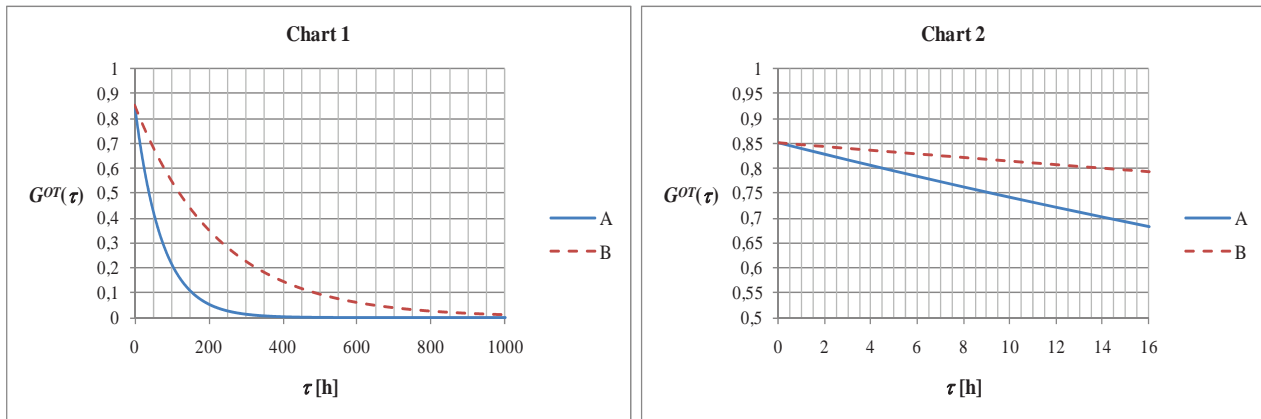 Chart 1
1
0,9
0,8
0,7
0,6
0,5
0,4
0,3
0,2
0,1
0
G^OT(τ)
0 200 400 600 800 1000
τ [h]
A
B
Chart 2
1
0,95
0,9
0,85
0,8
0,75
0,7
0,65
0,6
0,55
0,5
G^OT(τ)
0 2 4 6 8 10 12 14 16
τ [h]
A
B